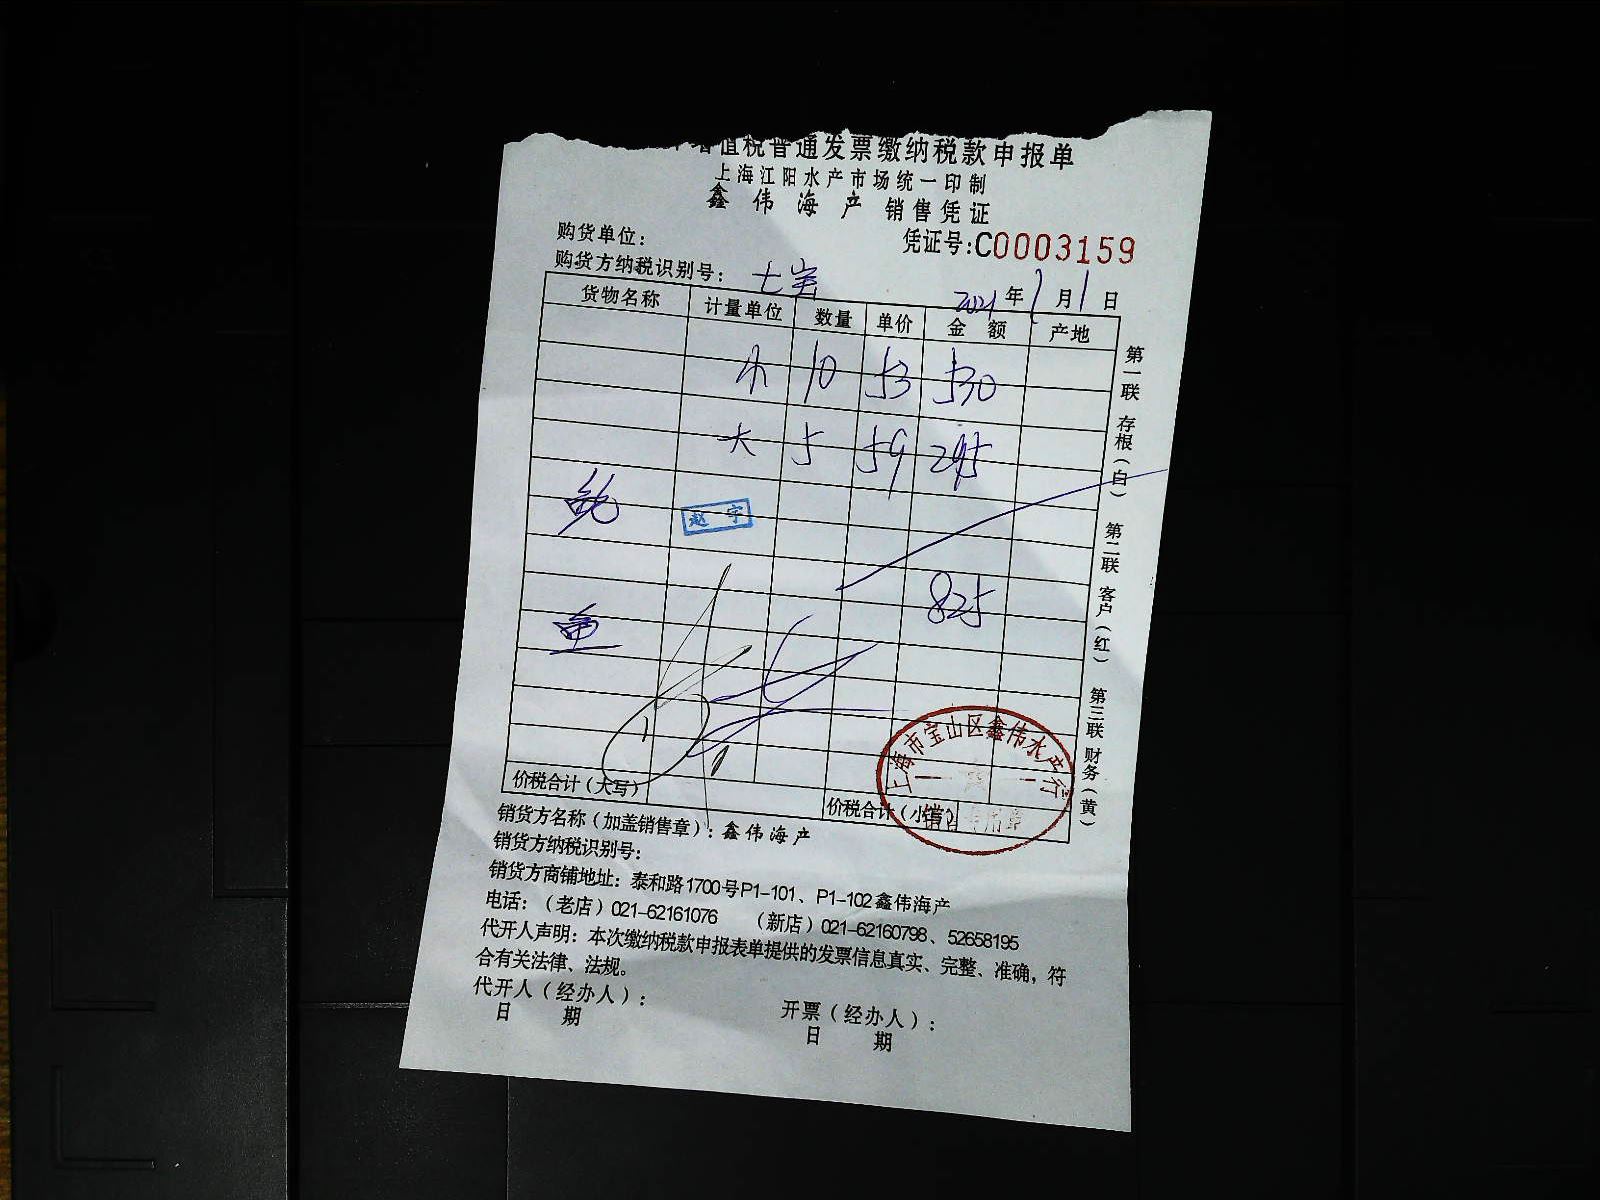 增值税普通发票缴纳税款申报单
上海江阳水产市场统一印制
鑫伟海产 销售凭证
购货单位：
凭证号:C0003159
购货方纳税识别号： 七宝
2021年1月1日
货物名称 计量单位 数量 单价 金额 产地
小 10 53 530
大 5 59 295
鲍
赵宇
825
鱼
价税合计（大写）
价税合计（小写）
上海市宝山区鑫伟水产行
销售专用章
第一联 存根（白） 第二联 客户（红） 第三联 财务（黄）
销货方名称（加盖销售章）：鑫伟海产
销货方纳税识别号：
销货方商铺地址：泰和路1700号P1-101、P1-102鑫伟海产
电话：（老店）021-62161076 （新店）021-62160798、52658195
代开人声明：本次缴纳税款申报表单提供的发票信息真实、完整、准确，符
合有关法律、法规。
代开人（经办人）： 开票（经办人）：
日 期 日 期